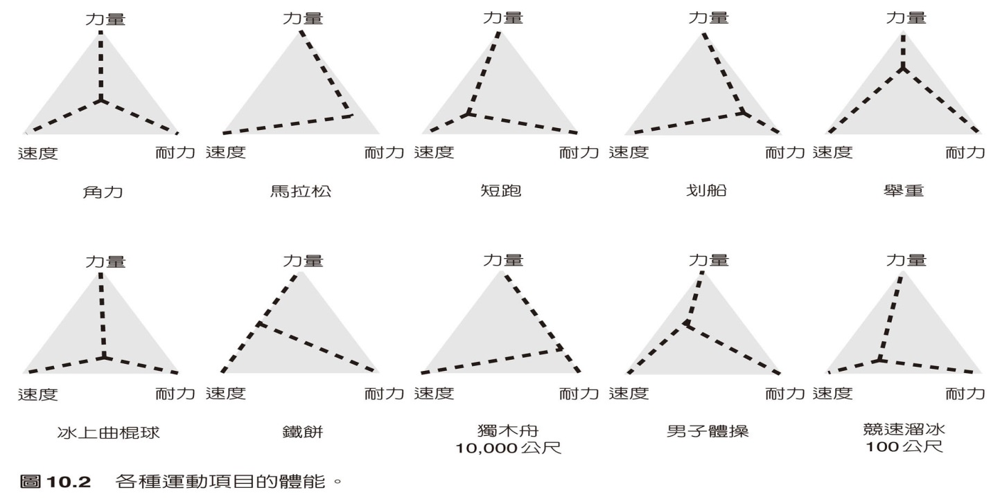 力量 力量 力量 力量 力量
速度 耐力 速度 耐力 速度 耐力 速度 耐力 速度 耐力
角力 馬拉松 短跑 划船 舉重
力量 力量 力量 力量 力量
速度 耐力 速度 耐力 速度 耐力 速度 耐力 速度 耐力
冰上曲棍球 鐵餅 獨木舟 男子體操 競速溜冰
10,000公尺 100公尺
圖10.2 各種運動項目的體能。